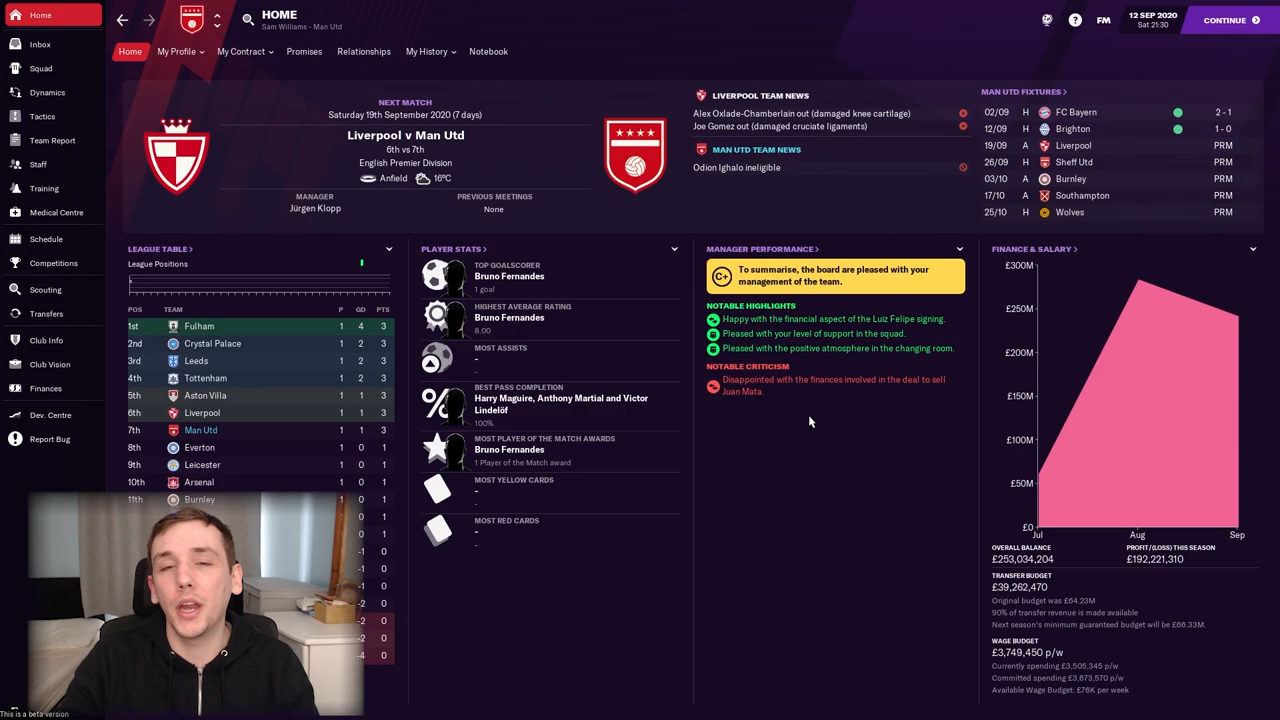 Home
HOME
Sam Williams - Man Utd
FM
12 SEP 2020
Sat 21:30
CONTINUE
Home
My Profile
My Contract
Promises
Relationships
My History
Notebook
Inbox
Squad
Dynamics
Tactics
Team Report
Staff
Training
Medical Centre
Schedule
Competitions
Scouting
Transfers
Club Info
Club Vision
Finances
Dev. Centre
Report Bug
This is a beta version
NEXT MATCH
Saturday 19th September 2020 (7 days)
Liverpool v Man Utd
6th vs 7th
English Premier Division
Anfield 16°C
MANAGER
Jürgen Klopp
PREVIOUS MEETINGS
None
LIVERPOOL TEAM NEWS
Alex Oxlade-Chamberlain out (damaged knee cartilage)
Joe Gomez out (damaged cruciate ligaments)
MAN UTD TEAM NEWS
Odion Ighalo ineligible
MAN UTD FIXTURES >
02/09 H FC Bayern 2 - 1
12/09 H Brighton 1 - 0
19/09 A Liverpool PRM
26/09 H Sheff Utd PRM
03/10 A Burnley PRM
17/10 A Southampton PRM
25/10 H Wolves PRM
LEAGUE TABLE >
League Positions
POS TEAM P GD PTS
1st Fulham 1 4 3
2nd Crystal Palace 1 2 3
3rd Leeds 1 2 3
4th Tottenham 1 2 3
5th Aston Villa 1 1 3
6th Liverpool 1 1 3
7th Man Utd 1 1 3
8th Everton 1 0 1
9th Leicester 1 0 1
10th Arsenal 1 0 1
11th Burnley 1 0 1
0 1
0 1
-1 0
-1 0
-1 0
-2 0
-2 0
-2 0
-4 0
PLAYER STATS >
TOP GOALSCORER
Bruno Fernandes
1 goal
HIGHEST AVERAGE RATING
Bruno Fernandes
8.00
MOST ASSISTS
-
-
BEST PASS COMPLETION
Harry Maguire, Anthony Martial and Victor
Lindelöf
100%
MOST PLAYER OF THE MATCH AWARDS
Bruno Fernandes
1 Player of the Match award
MOST YELLOW CARDS
-
-
MOST RED CARDS
-
-
MANAGER PERFORMANCE >
C+
To summarise, the board are pleased with your
management of the team.
NOTABLE HIGHLIGHTS
Happy with the financial aspect of the Luiz Felipe signing.
Pleased with your level of support in the squad.
Pleased with the positive atmosphere in the changing room.
NOTABLE CRITICISM
Disappointed with the finances involved in the deal to sell
Juan Mata.
FINANCE & SALARY >
£300M
£250M
£200M
£150M
£100M
£50M
£0
Jul Aug Sep
OVERALL BALANCE
£253,034,204
PROFIT/(LOSS) THIS SEASON
£192,221,310
TRANSFER BUDGET
£39,262,470
Original budget was £64.23M
90% of transfer revenue is made available
Next season's minimum guaranteed budget will be £66.33M.
WAGE BUDGET
£3,749,450 p/w
Currently spending £3,505,345 p/w
Committed spending £3,673,570 p/w
Available Wage Budget: £76K per week